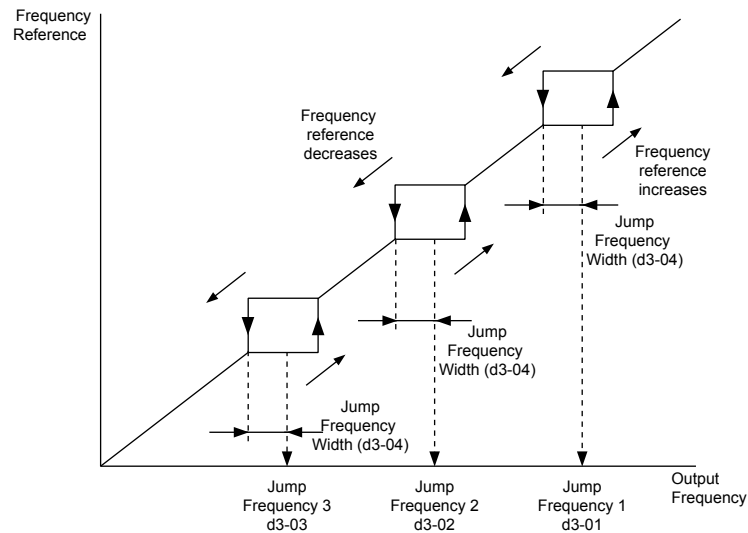 Frequency
Reference
Frequency
reference
decreases
Frequency
reference
increases
Jump
Frequency
Width (d3-04)
Jump
Frequency
Width (d3-04)
Jump
Frequency
Width (d3-04)
Output
Frequency
Jump
Frequency 3
d3-03
Jump
Frequency 2
d3-02
Jump
Frequency 1
d3-01